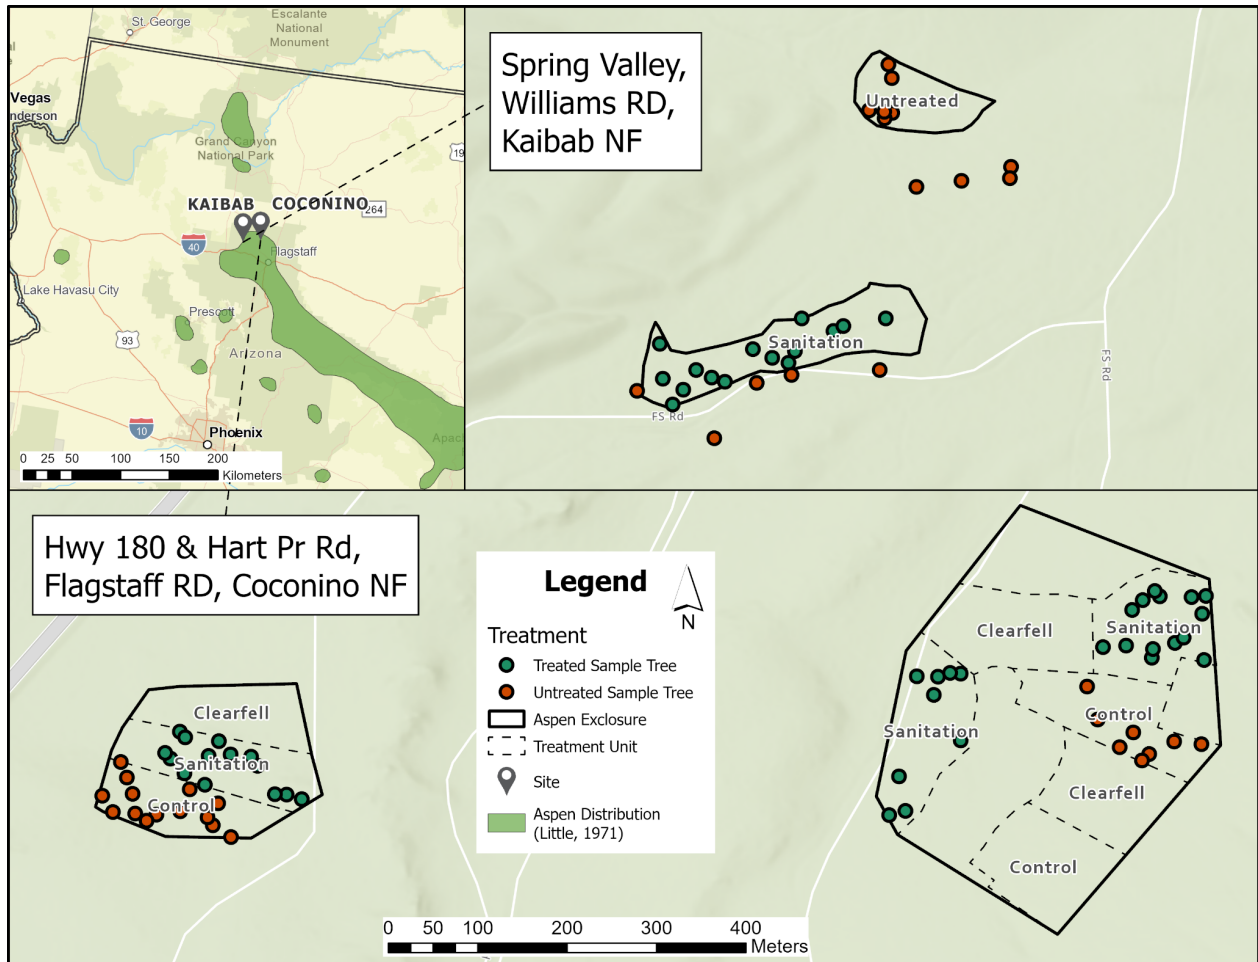 St. George
Escalante
National
Monument
Vegas
nderson
Grand Canyon
National Park
19
KAIBAB COCONINO
264
40
Flagstaff
Lake Havasu City
Prescott
93
Arizona
10
Phoenix
Apac
0 25 50 100 150 200
Kilometers
Spring Valley,
Williams RD,
Kaibab NF
Untreated
Sanitation
FS Rd
FS Rd
Hwy 180 & Hart Pr Rd,
Flagstaff RD, Coconino NF
Clearfell
Sanitation
Control
Legend
N
Treatment
Treated Sample Tree
Untreated Sample Tree
Aspen Exclosure
Treatment Unit
Site
Aspen Distribution
(Little, 1971)
Clearfell
Sanitation
Sanitation
Control
Clearfell
Control
0 50 100 200 300 400
Meters